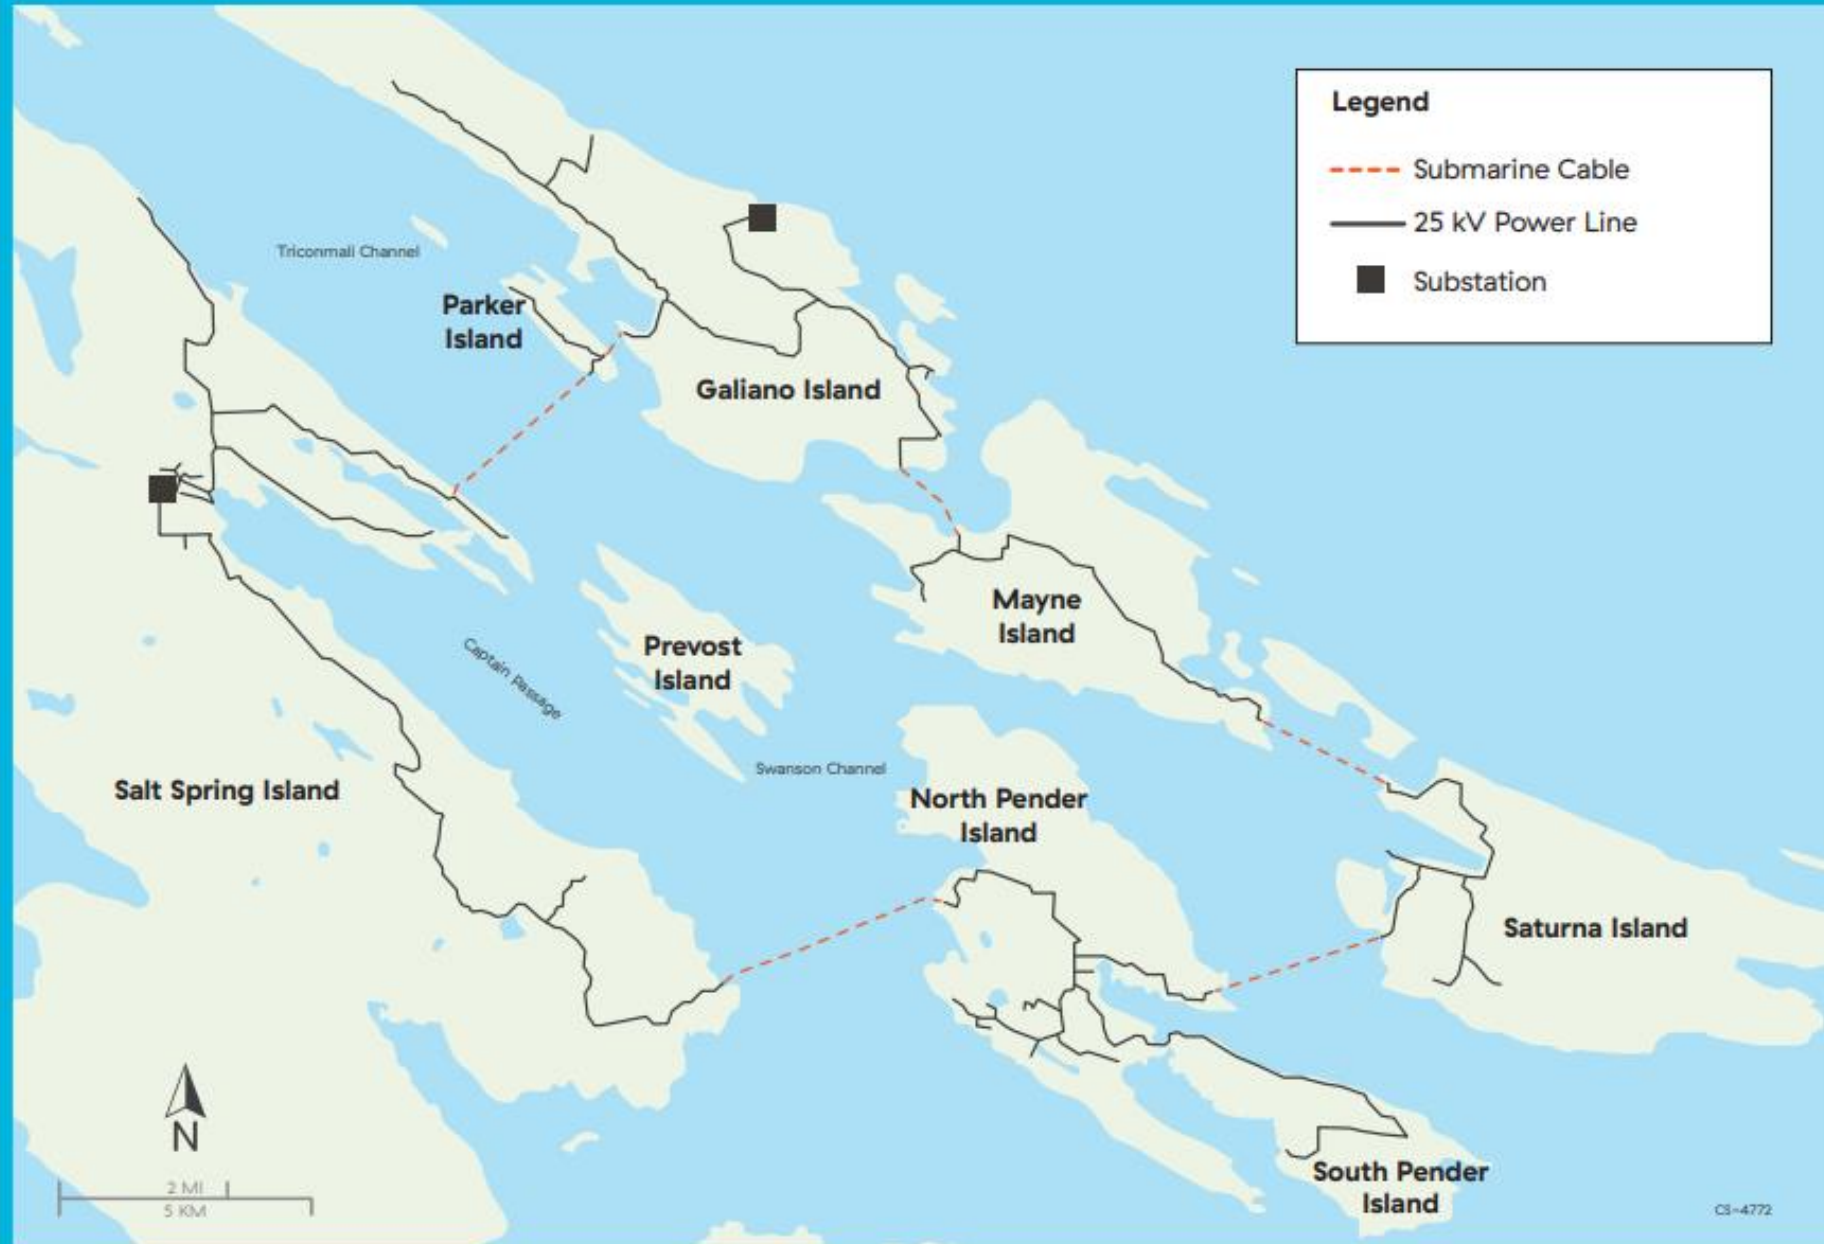 Legend
Submarine Cable
25 kV Power Line
Substation
Triconmall Channel
Parker
Island
Galiano Island
Mayne
Island
Prevost
Island
Captain Passage
Swanson Channel
Salt Spring Island
North Pender
Island
Saturna Island
South Pender
Island
N
2 MI
5 KM
CS-4772